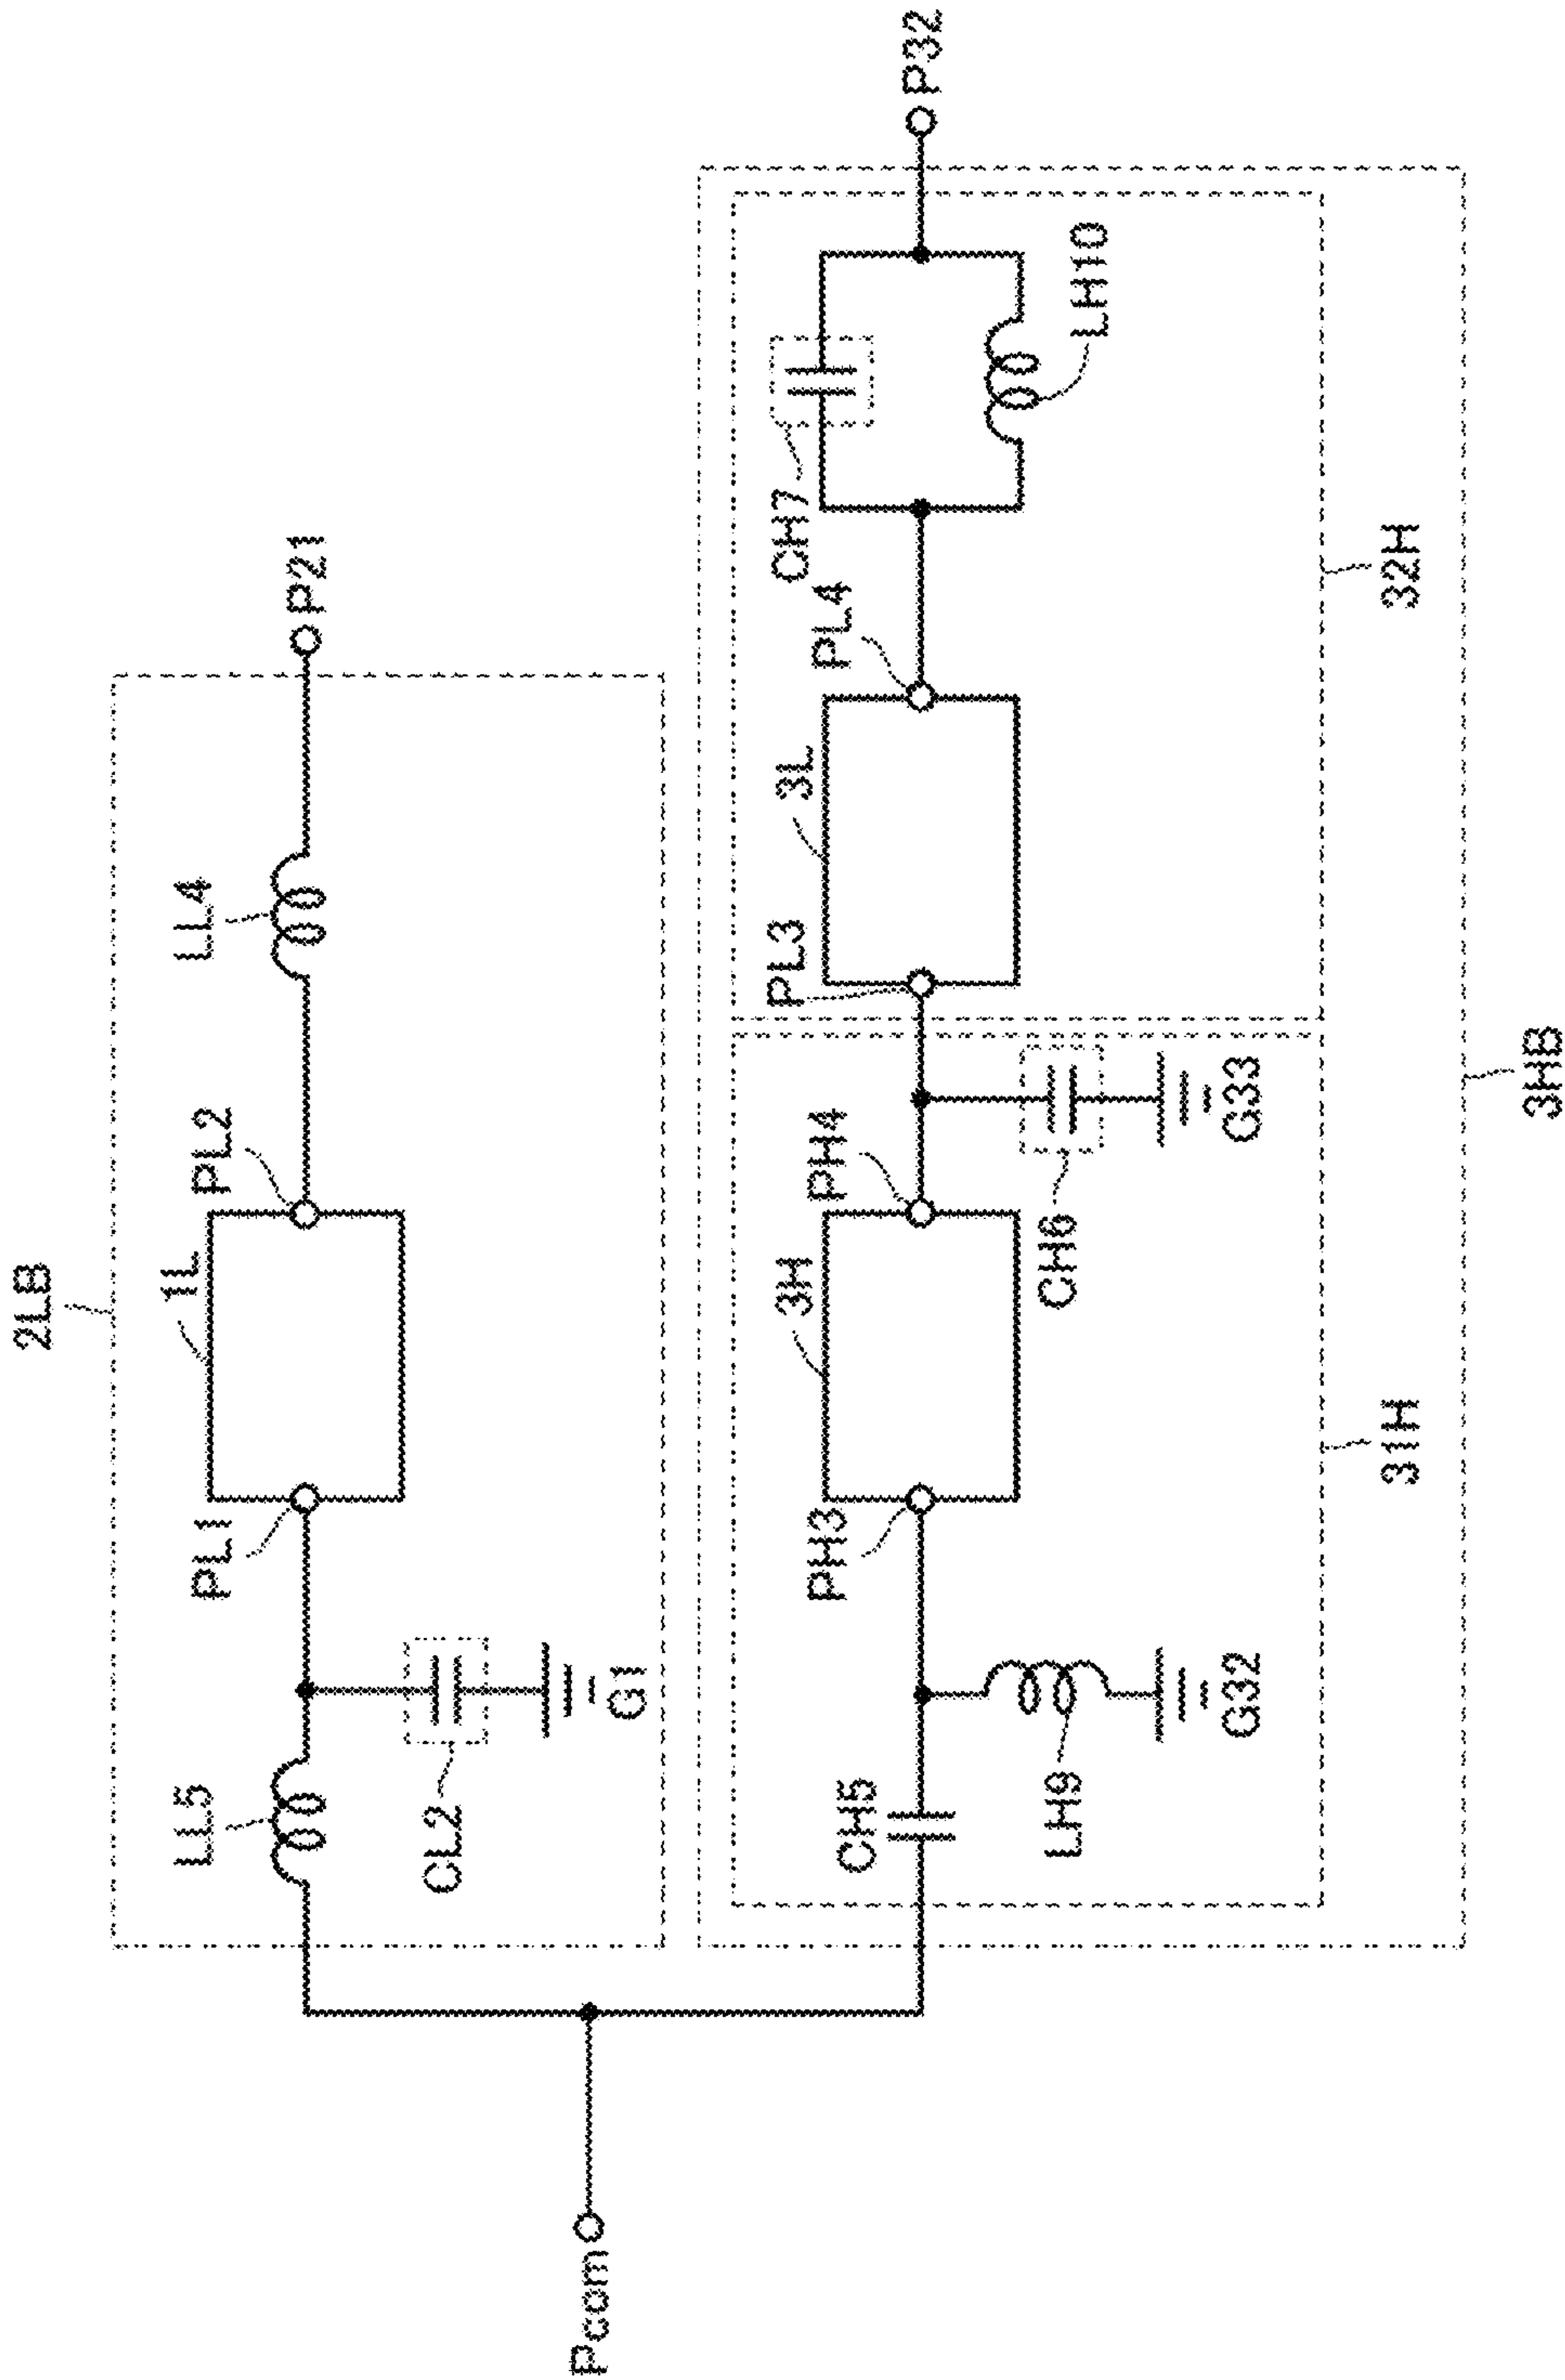 2LB
LL5
PL1
1L
PL2
LL4
P21
CL2
G1
Pcom
CH5
PH3
3H
PH4
PL3
3L
PL4
CH7
P32
LH9
G32
CH6
G33
LH10
31H
32H
3HB